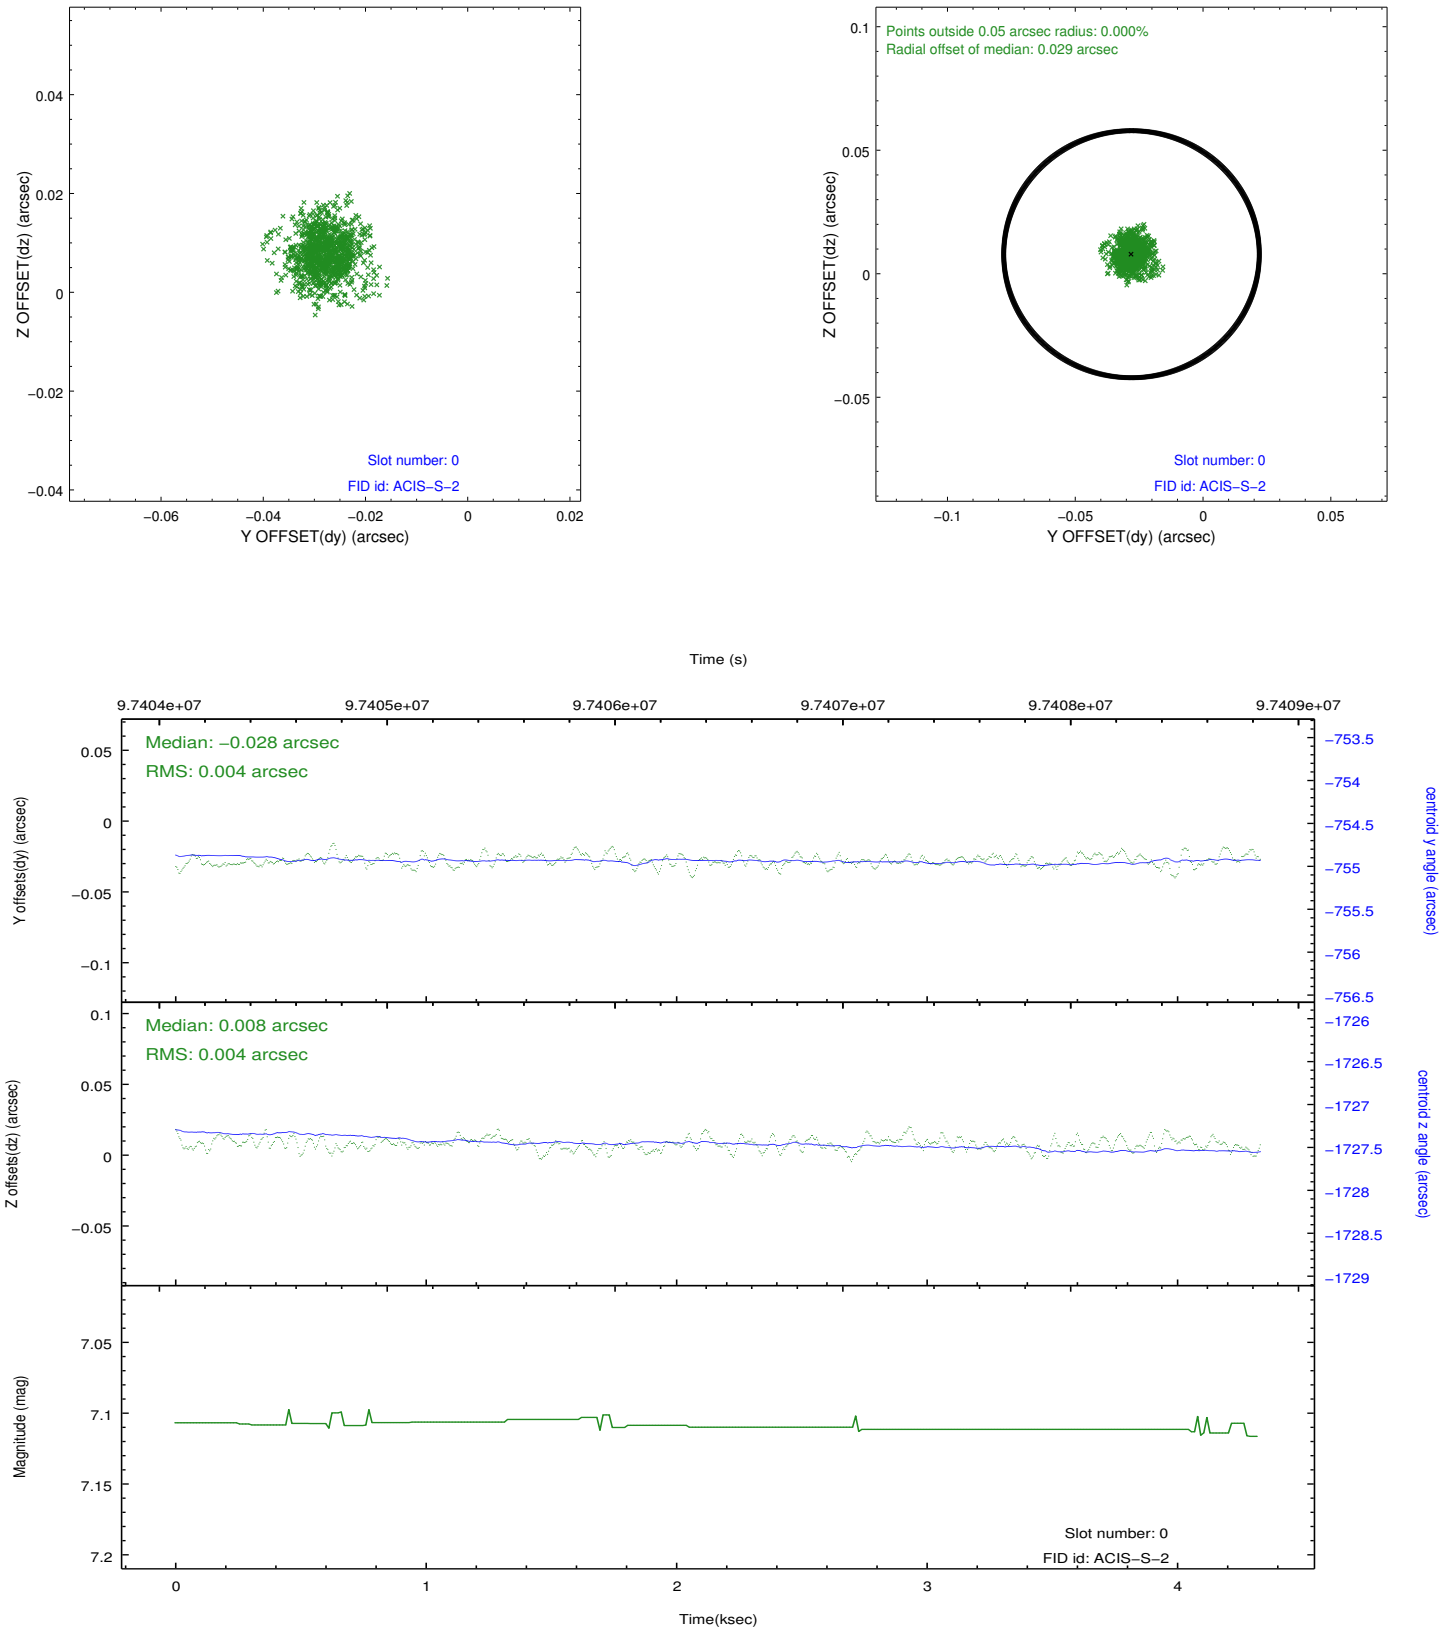 0.04
0.02
0
−0.02
−0.04
Z OFFSET(dz) (arcsec)
Slot number: 0
FID id: ACIS−S−2
−0.06 −0.04 −0.02 0 0.02
Y OFFSET(dy) (arcsec)
Points outside 0.05 arcsec radius: 0.000%
Radial offset of median: 0.029 arcsec
0.1
0.05
0
−0.05
Z OFFSET(dz) (arcsec)
Slot number: 0
FID id: ACIS−S−2
−0.1 −0.05 0 0.05
Y OFFSET(dy) (arcsec)
Time (s)
9.7404e+07 9.7405e+07 9.7406e+07 9.7407e+07 9.7408e+07 9.7409e+07
Median: −0.028 arcsec
RMS: 0.004 arcsec
0.05
0
−0.05
−0.1
Y offsets(dy) (arcsec)
−753.5
−754
−754.5
−755
−755.5
−756
−756.5
centroid y angle (arcsec)
Median: 0.008 arcsec
RMS: 0.004 arcsec
0.1
0.05
0
−0.05
Z offsets(dz) (arcsec)
−1726
−1726.5
−1727
−1727.5
−1728
−1728.5
−1729
centroid z angle (arcsec)
7.05
7.1
7.15
7.2
Magnitude (mag)
Slot number: 0
FID id: ACIS−S−2
0 1 2 3 4
Time(ksec)